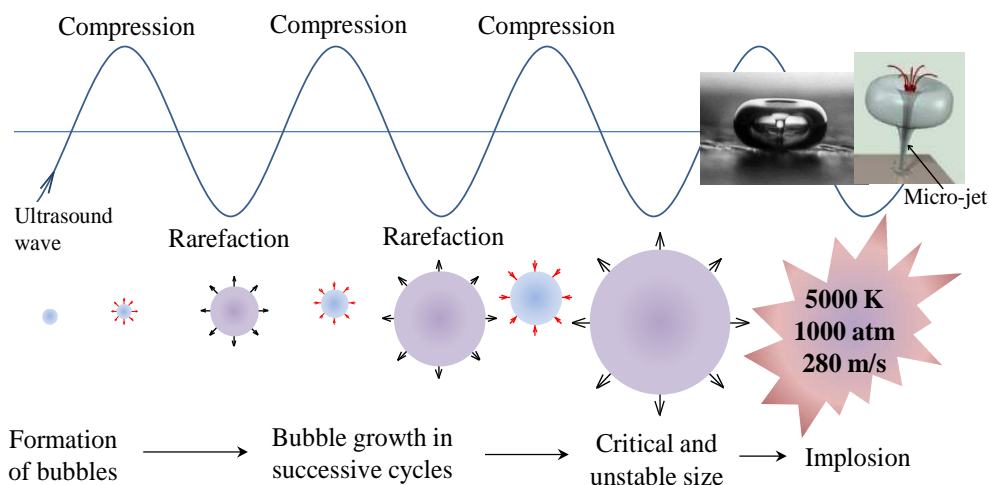 Compression
Compression
Compression
Micro-jet
Ultrasound
wave
Rarefaction
Rarefaction
5000 K
1000 atm
280 m/s
Formation
of bubbles
Bubble growth in
successive cycles
Critical and
unstable size
Implosion